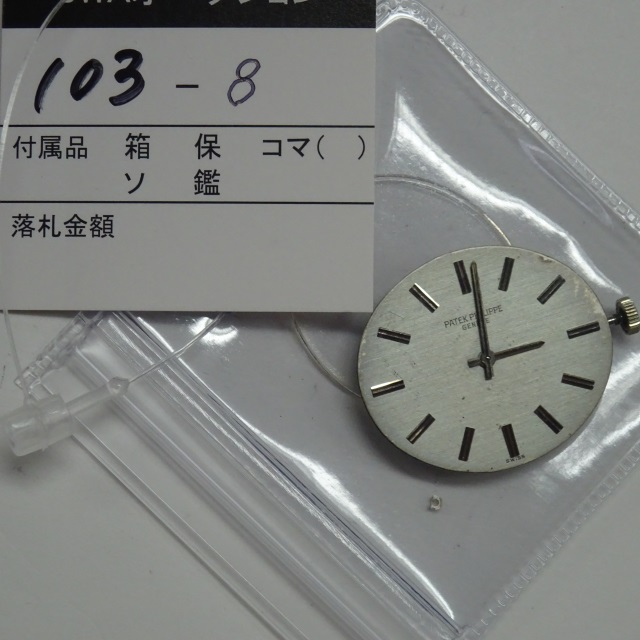 103 - 8
付属品 箱 保 コマ( )
ソ 鑑
落札金額
PATEK PHILIPPE
GENEVE